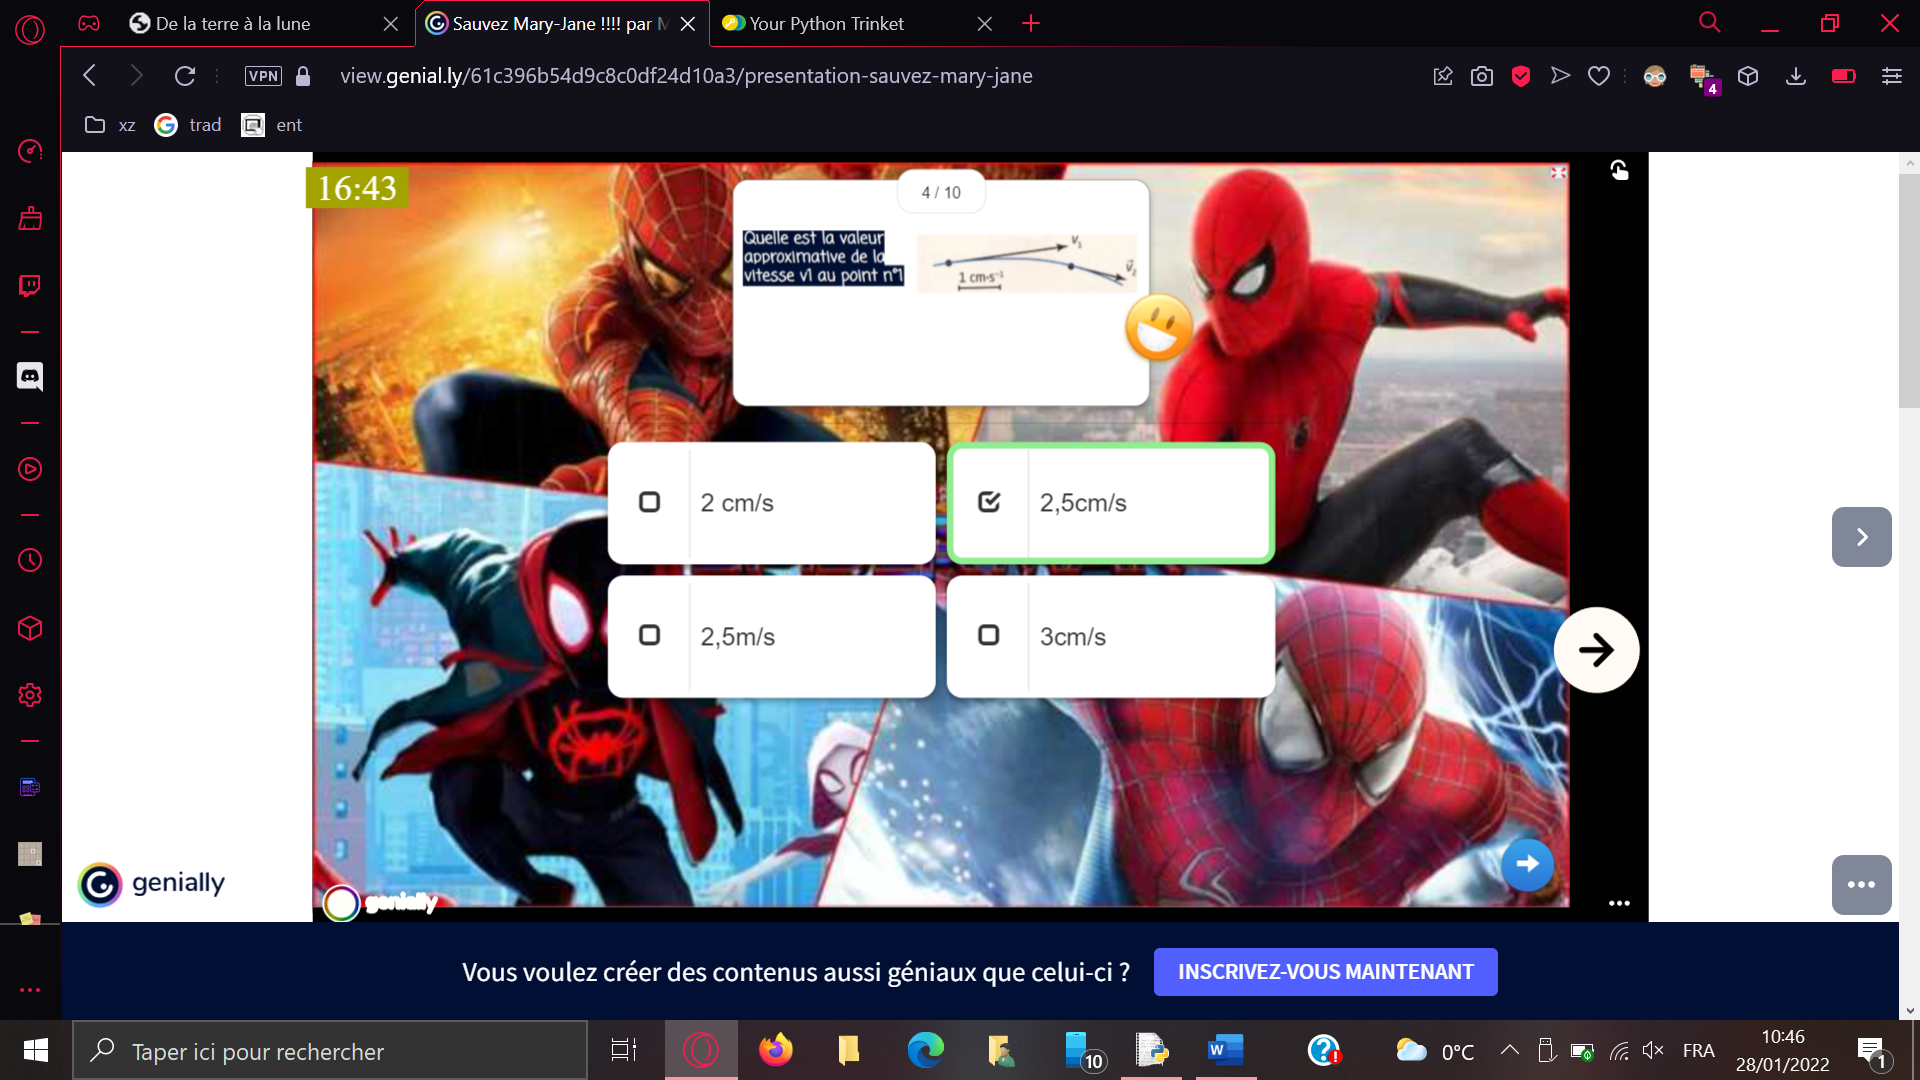 De la terre à la lune
Sauvez Mary-Jane !!!! par M
Your Python Trinket
VPN
view.genial.ly/61c396b54d9c8c0df24d10a3/presentation-sauvez-mary-jane
4
xz
trad
ent
16:43
4 / 10
Quelle est la valeur
approximative de la
vitesse v1 au point n°1
V₁
1 cm·s⁻¹
V₂
2 cm/s
2,5cm/s
2,5m/s
3cm/s
genially
genially
Vous voulez créer des contenus aussi géniaux que celui-ci ?
INSCRIVEZ-VOUS MAINTENANT
Taper ici pour rechercher
10
W
0°C
FRA
10:46
28/01/2022
1